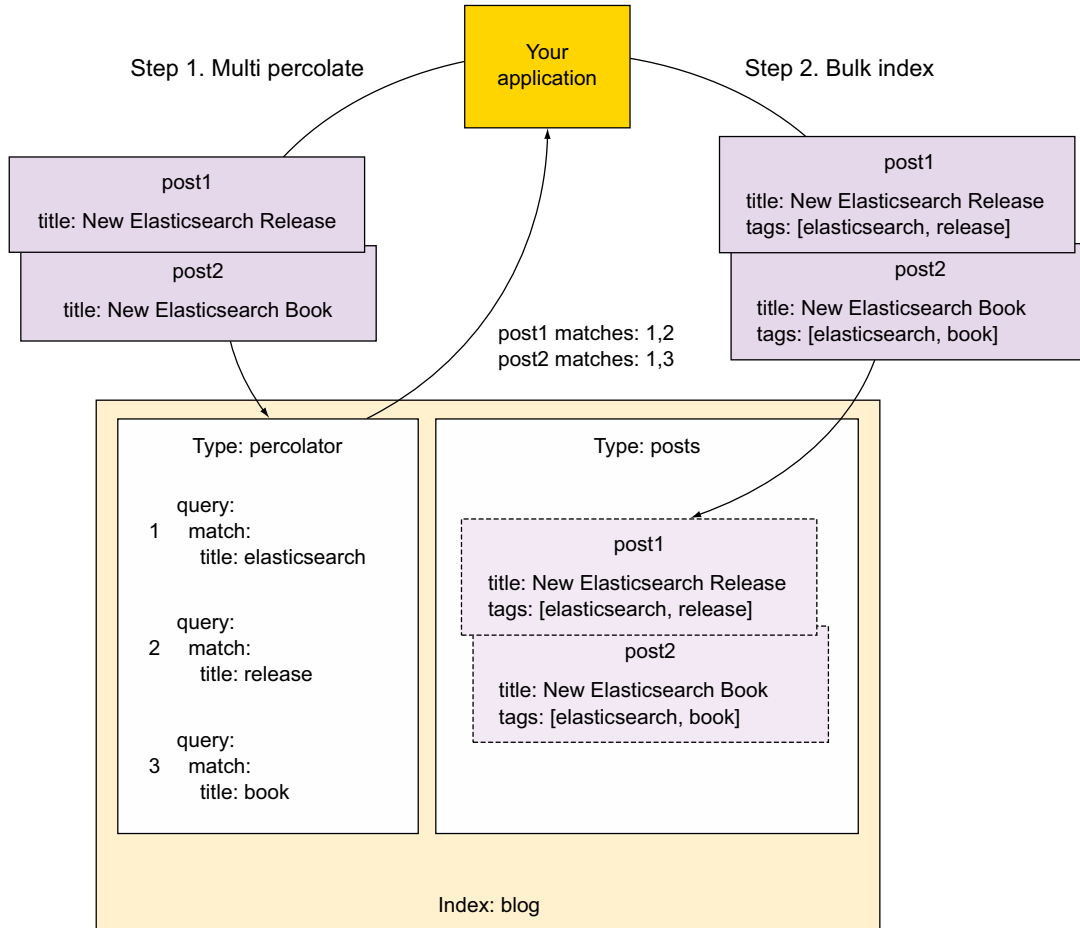 Your
application
Step 1. Multi percolate
Step 2. Bulk index
post1
title: New Elasticsearch Release
post2
title: New Elasticsearch Book
post1 matches: 1,2
post2 matches: 1,3
post1
title: New Elasticsearch Release
tags: [elasticsearch, release]
post2
title: New Elasticsearch Book
tags: [elasticsearch, book]
Type: percolator
query:
1 match:
title: elasticsearch
query:
2 match:
title: release
query:
3 match:
title: book
Type: posts
post1
title: New Elasticsearch Release
tags: [elasticsearch, release]
post2
title: New Elasticsearch Book
tags: [elasticsearch, book]
Index: blog